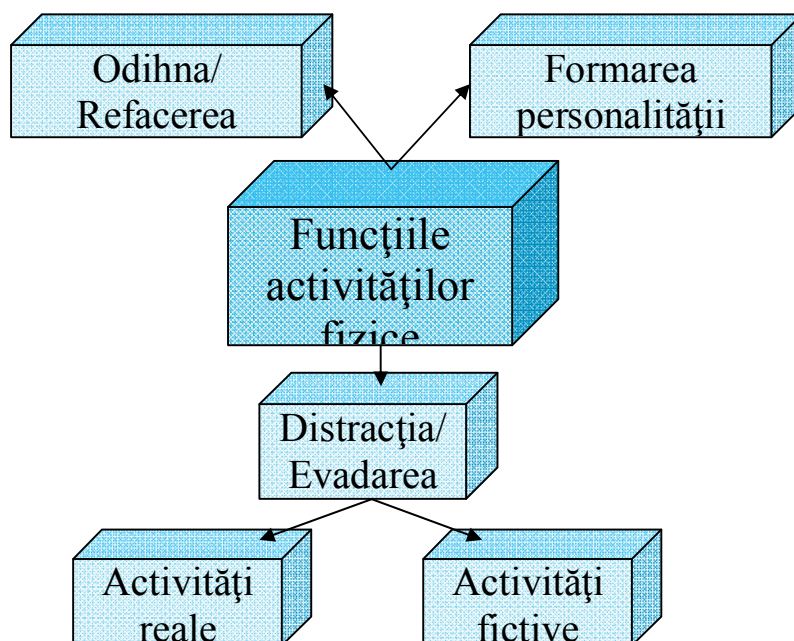 Odihna/
Refacerea
Formarea
personalităţii
Funcţiile
activităţilor
fizice
Distracţia/
Evadarea
Activităţi
reale
Activităţi
fictive